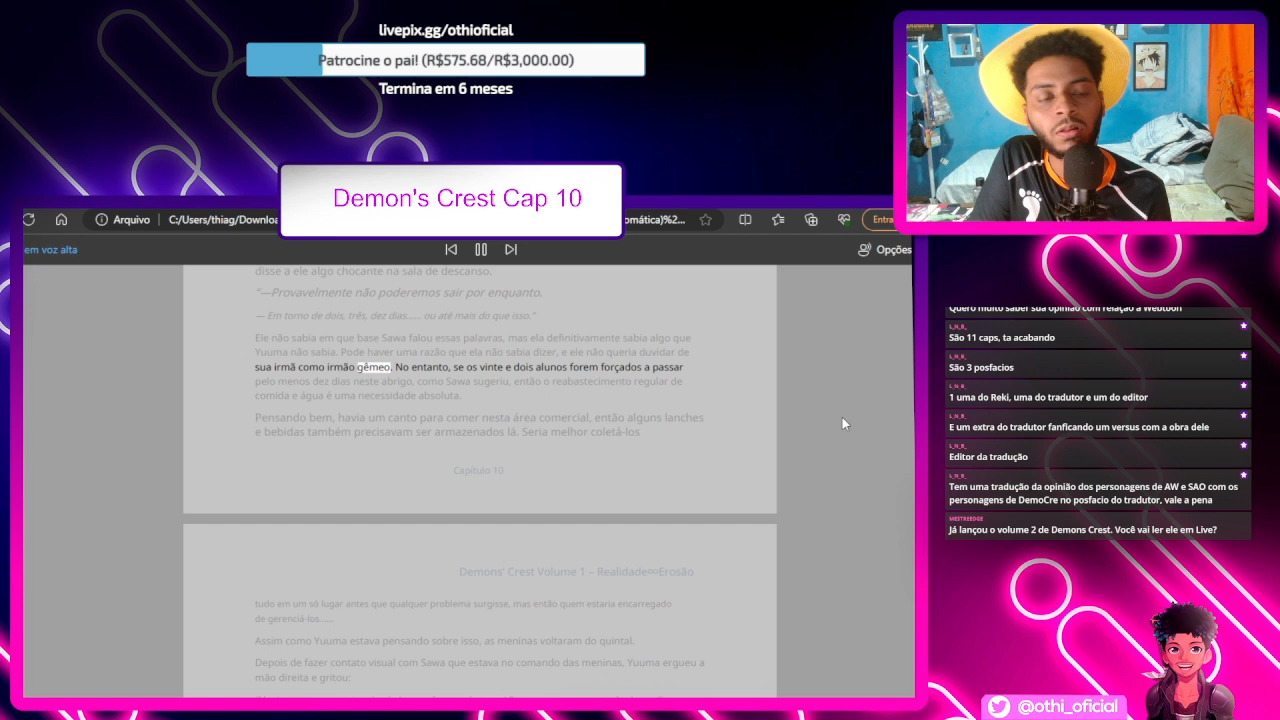 livepix.gg/othioficial
Patrocine o pai! (R$575.68/R$3,000.00)
Termina em 6 meses
Demon's Crest Cap 10
Arquivo
C:/Users/thiag/Downloa
omática)%2...
Entra
em voz alta
Opções
disse a ele algo chocante na sala de descanso.
"—Provavelmente não poderemos sair por enquanto.
— Em torno de dois, três, dez dias...... ou até mais do que isso."
Ele não sabia em que base Sawa falou essas palavras, mas ela definitivamente sabia algo que
Yuuma não sabia. Pode haver uma razão que ela não sabia dizer, e ele não queria duvidar de
sua irmã como irmão gêmeo. No entanto, se os vinte e dois alunos forem forçados a passar
pelo menos dez dias neste abrigo, como Sawa sugeriu, então o reabastecimento regular de
comida e água é uma necessidade absoluta.
Pensando bem, havia um canto para comer nesta área comercial, então alguns lanches
e bebidas também precisavam ser armazenados lá. Seria melhor coletá-los
Capítulo 10
Demons' Crest Volume 1 – Realidade∞Erosão
tudo em um só lugar antes que qualquer problema surgisse, mas então quem estaria encarregado
de gerenciá-los......
Assim como Yuuma estava pensando sobre isso, as meninas voltaram do quintal.
Depois de fazer contato visual com Sawa que estava no comando das meninas, Yuuma ergueu a
mão direita e gritou:
Quero muito saber sua opinião com relação a Webtoon
L_N_B_
São 11 caps, ta acabando
L_N_B_
São 3 posfacios
L_N_B_
1 uma do Reki, uma do tradutor e um do editor
L_N_B_
E um extra do tradutor fanficando um versus com a obra dele
L_N_B_
Editor da tradução
L_N_B_
Tem uma tradução da opinião dos personagens de AW e SAO com os
personagens de DemoCre no posfacio do tradutor, vale a pena
MESTREEDGE
Já lançou o volume 2 de Demons Crest. Você vai ler ele em Live?
@othi_oficial